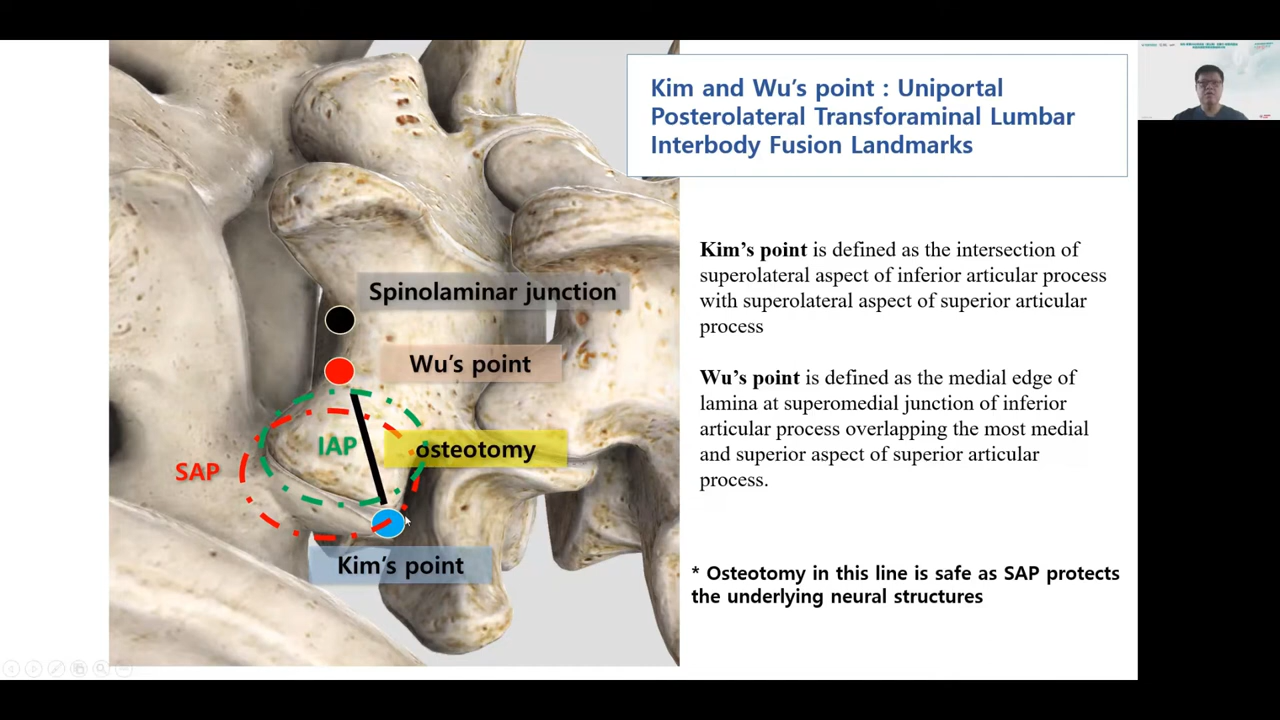 Kim and Wu’s point : Uniportal
Posterolateral Transforaminal Lumbar
Interbody Fusion Landmarks
Spinolaminar junction
Wu’s point
IAP
osteotomy
SAP
Kim’s point
Kim’s point is defined as the intersection of
superolateral aspect of inferior articular process
with superolateral aspect of superior articular
process
Wu’s point is defined as the medial edge of
lamina at superomedial junction of inferior
articular process overlapping the most medial
and superior aspect of superior articular
process.
* Osteotomy in this line is safe as SAP protects
the underlying neural structures